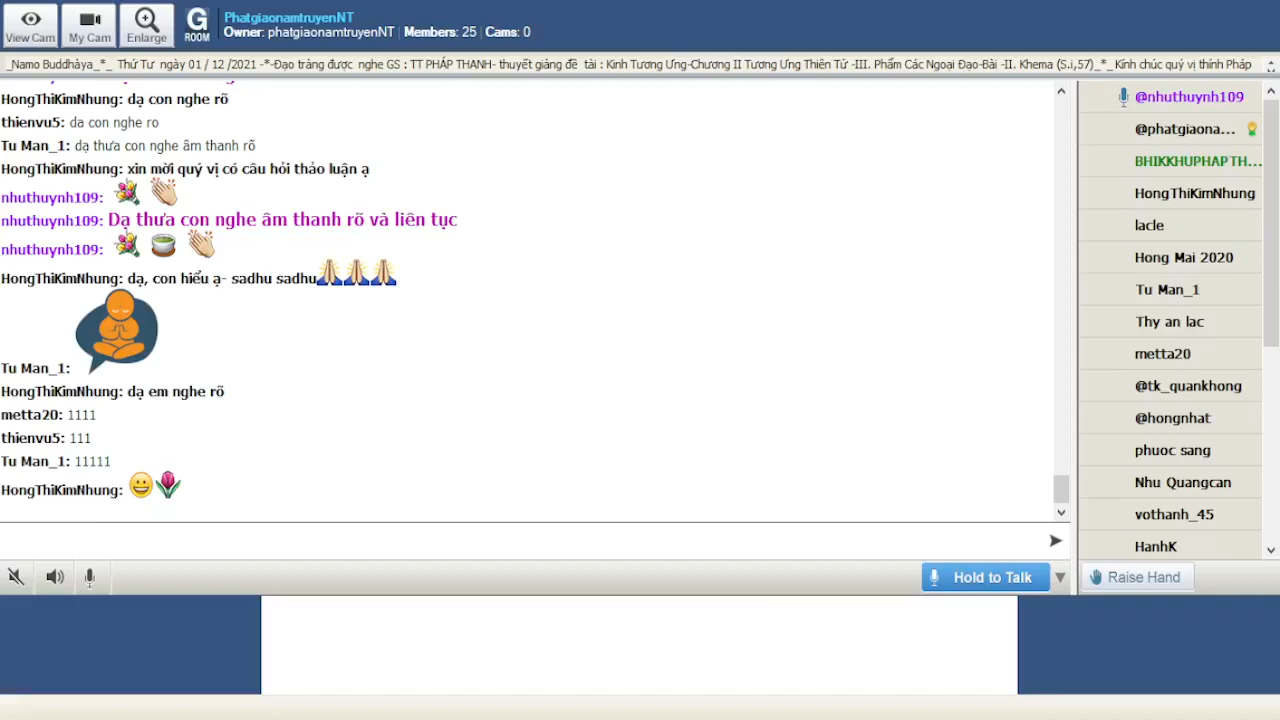 View Cam
My Cam
Enlarge
G ROOM
PhatgiaonamtruyenNT
Owner: phatgiaonamtruyenNT | Members: 25 | Cams: 0
_Namo Buddhàya_*_ Thứ Tư ngày 01 / 12 /2021 -*-Đạo tràng được nghe GS : TT PHÁP THANH- thuyết giảng đề tài : Kinh Tương Ưng-Chương II Tương Ưng Thiên Tử -III. Phẩm Các Ngoại Đạo-Bài -II. Khema (S.i,57)_*_Kính chúc quý vị thính Pháp
HongThiKimNhung: dạ con nghe rõ
thienvu5: da con nghe ro
Tu Man_1: dạ thưa con nghe âm thanh rõ
HongThiKimNhung: xin mời quý vị có câu hỏi thảo luận ạ
nhuthuynh109:
nhuthuynh109: Dạ thưa con nghe âm thanh rõ và liên tục
nhuthuynh109:
HongThiKimNhung: dạ, con hiểu ạ- sadhu sadhu
Tu Man_1:
HongThiKimNhung: dạ em nghe rõ
metta20: 1111
thienvu5: 111
Tu Man_1: 11111
HongThiKimNhung:
Hold to Talk
@nhuthuynh109
@phatgiaona...
BHIKKHUPHAPTH...
HongThiKimNhung
lacle
Hong Mai 2020
Tu Man_1
Thy an lac
metta20
@tk_quankhong
@hongnhat
phuoc sang
Nhu Quangcan
vothanh_45
HanhK
Raise Hand